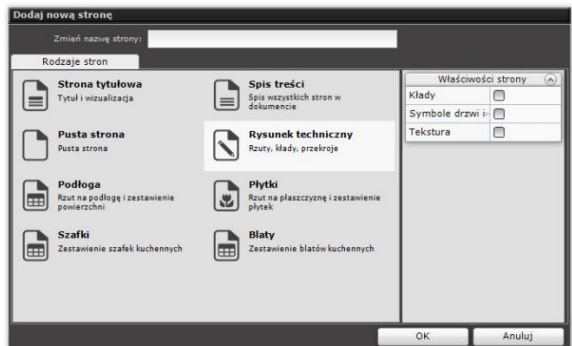 Dodaj nową stronę
Zmień nazwę strony:
Rodzaje stron
Strona tytułowa
Tytuł i wizualizacja
Spis treści
Spis wszystkich stron w
dokumencie
Pusta strona
Pusta strona
Rysunek techniczny
Rzuty, kłady, przekroje
Podłoga
Rzut na podłogę i zestawienie
powierzchni
Płytki
Rzut na płaszczyznę i zestawienie
płytek
Szafki
Zestawienie szafek kuchennych
Blaty
Zestawienie blatów kuchennych
Właściwości strony
Kłady
Symbole drzwi i
Tekstura
OK
Anuluj